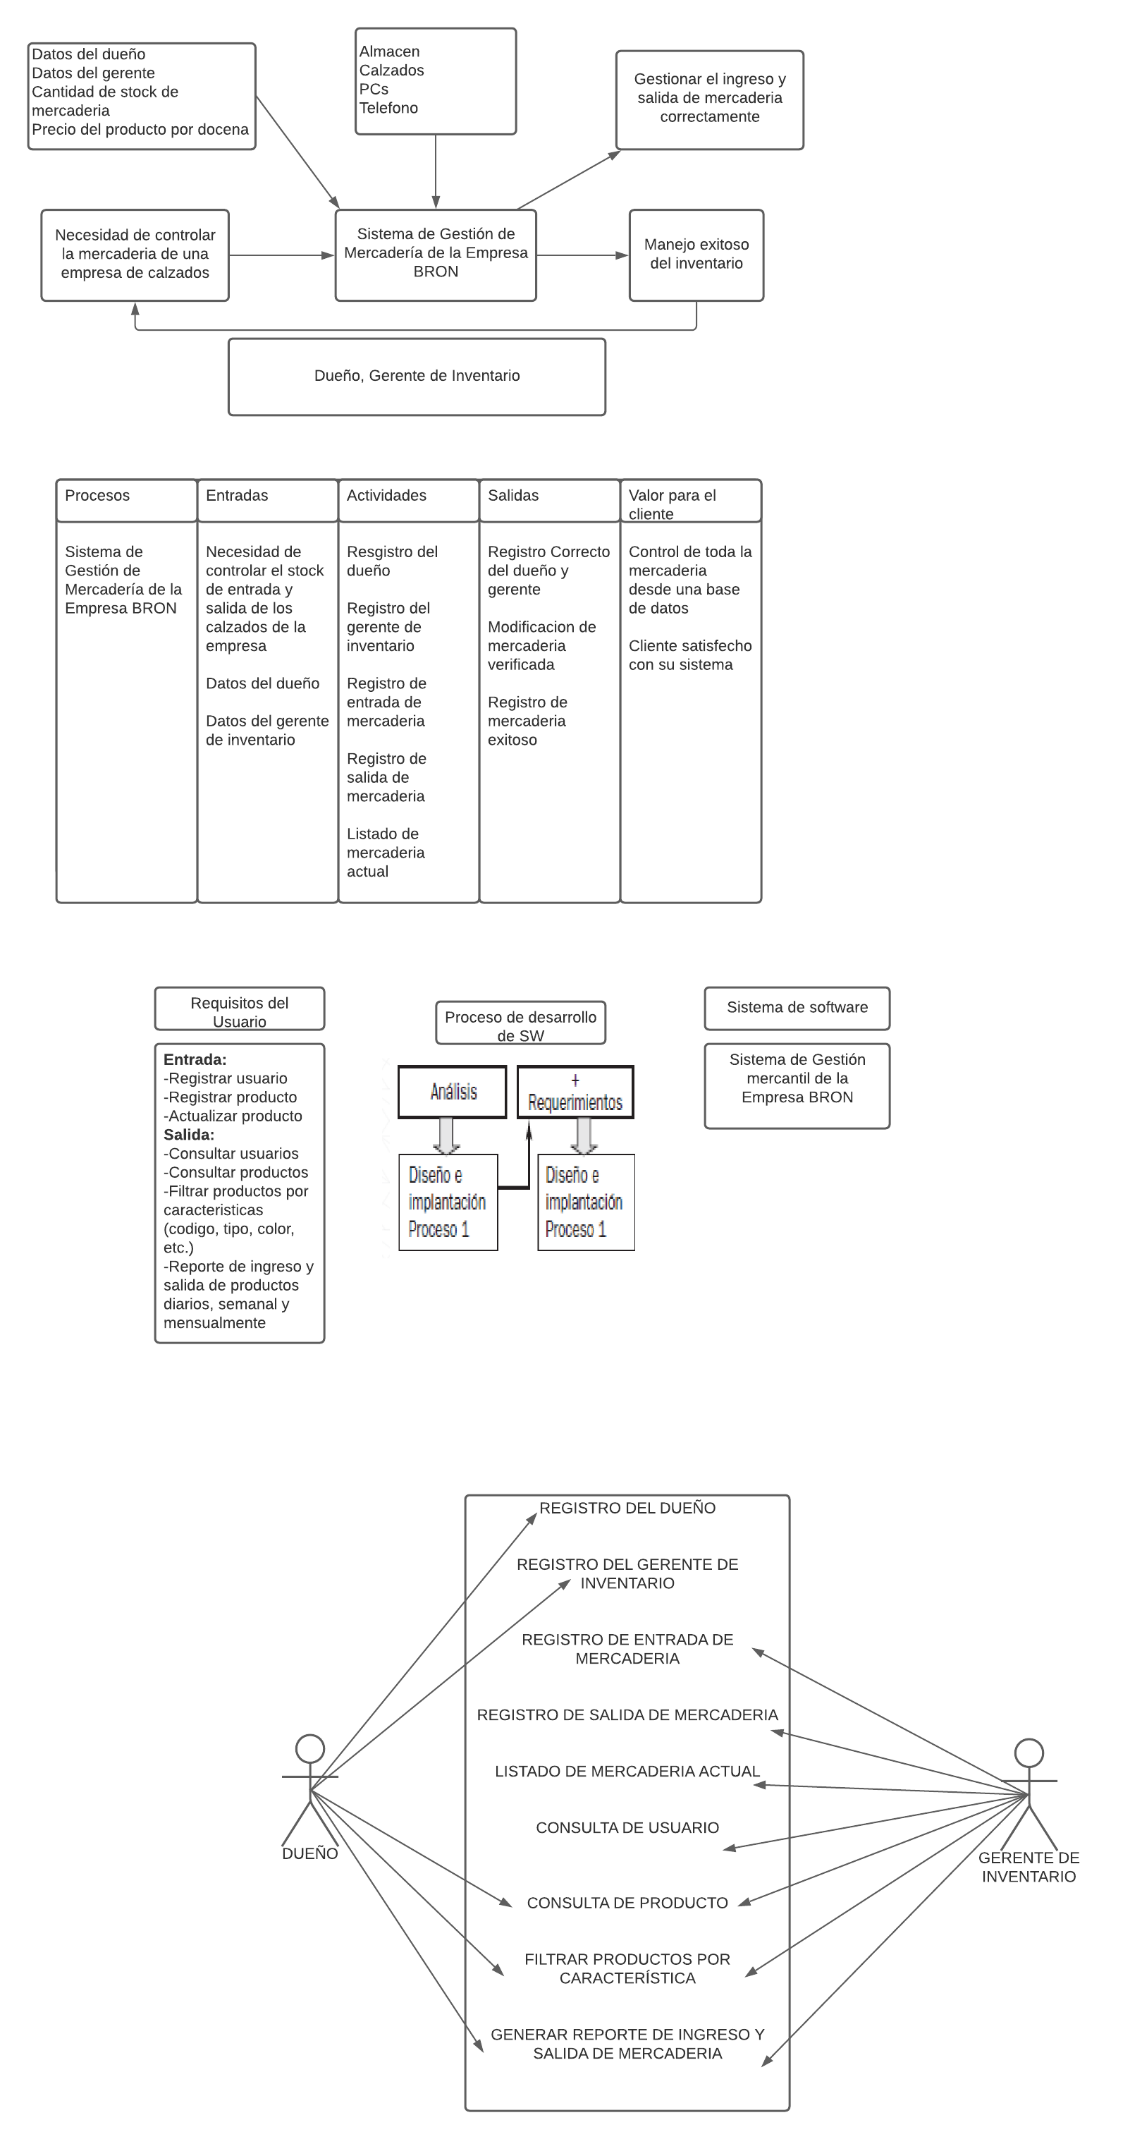 Datos del dueño
Datos del gerente
Cantidad de stock de
mercaderia
Precio del producto por docena
Almacen
Calzados
PCs
Telefono
Gestionar el ingreso y
salida de mercaderia
correctamente
Necesidad de controlar
la mercaderia de una
empresa de calzados
Sistema de Gestión de
Mercadería de la Empresa
BRON
Manejo exitoso
del inventario
Dueño, Gerente de Inventario
Procesos
Entradas
Actividades
Salidas
Valor para el
cliente
Sistema de
Gestión de
Mercadería de la
Empresa BRON
Necesidad de
controlar el stock
de entrada y
salida de los
calzados de la
empresa
Datos del dueño
Datos del gerente
de inventario
Resgistro del
dueño
Registro del
gerente de
inventario
Registro de
entrada de
mercaderia
Registro de
salida de
mercaderia
Listado de
mercaderia
actual
Registro Correcto
del dueño y
gerente
Modificacion de
mercaderia
verificada
Registro de
mercaderia
exitoso
Control de toda la
mercaderia
desde una base
de datos
Cliente satisfecho
con su sistema
Requisitos del
Usuario
Entrada:
-Registrar usuario
-Registrar producto
-Actualizar producto
Salida:
-Consultar usuarios
-Consultar productos
-Filtrar productos por
caracteristicas
(codigo, tipo, color,
etc.)
-Reporte de ingreso y
salida de productos
diarios, semanal y
mensualmente
Proceso de desarrollo
de SW
Análisis
+
Requerimientos
Diseño e
implantación
Proceso 1
Diseño e
implantación
Proceso 1
Sistema de software
Sistema de Gestión
mercantil de la
Empresa BRON
REGISTRO DEL DUEÑO
REGISTRO DEL GERENTE DE
INVENTARIO
REGISTRO DE ENTRADA DE
MERCADERIA
REGISTRO DE SALIDA DE MERCADERIA
LISTADO DE MERCADERIA ACTUAL
CONSULTA DE USUARIO
CONSULTA DE PRODUCTO
FILTRAR PRODUCTOS POR
CARACTERÍSTICA
GENERAR REPORTE DE INGRESO Y
SALIDA DE MERCADERIA
DUEÑO
GERENTE DE
INVENTARIO